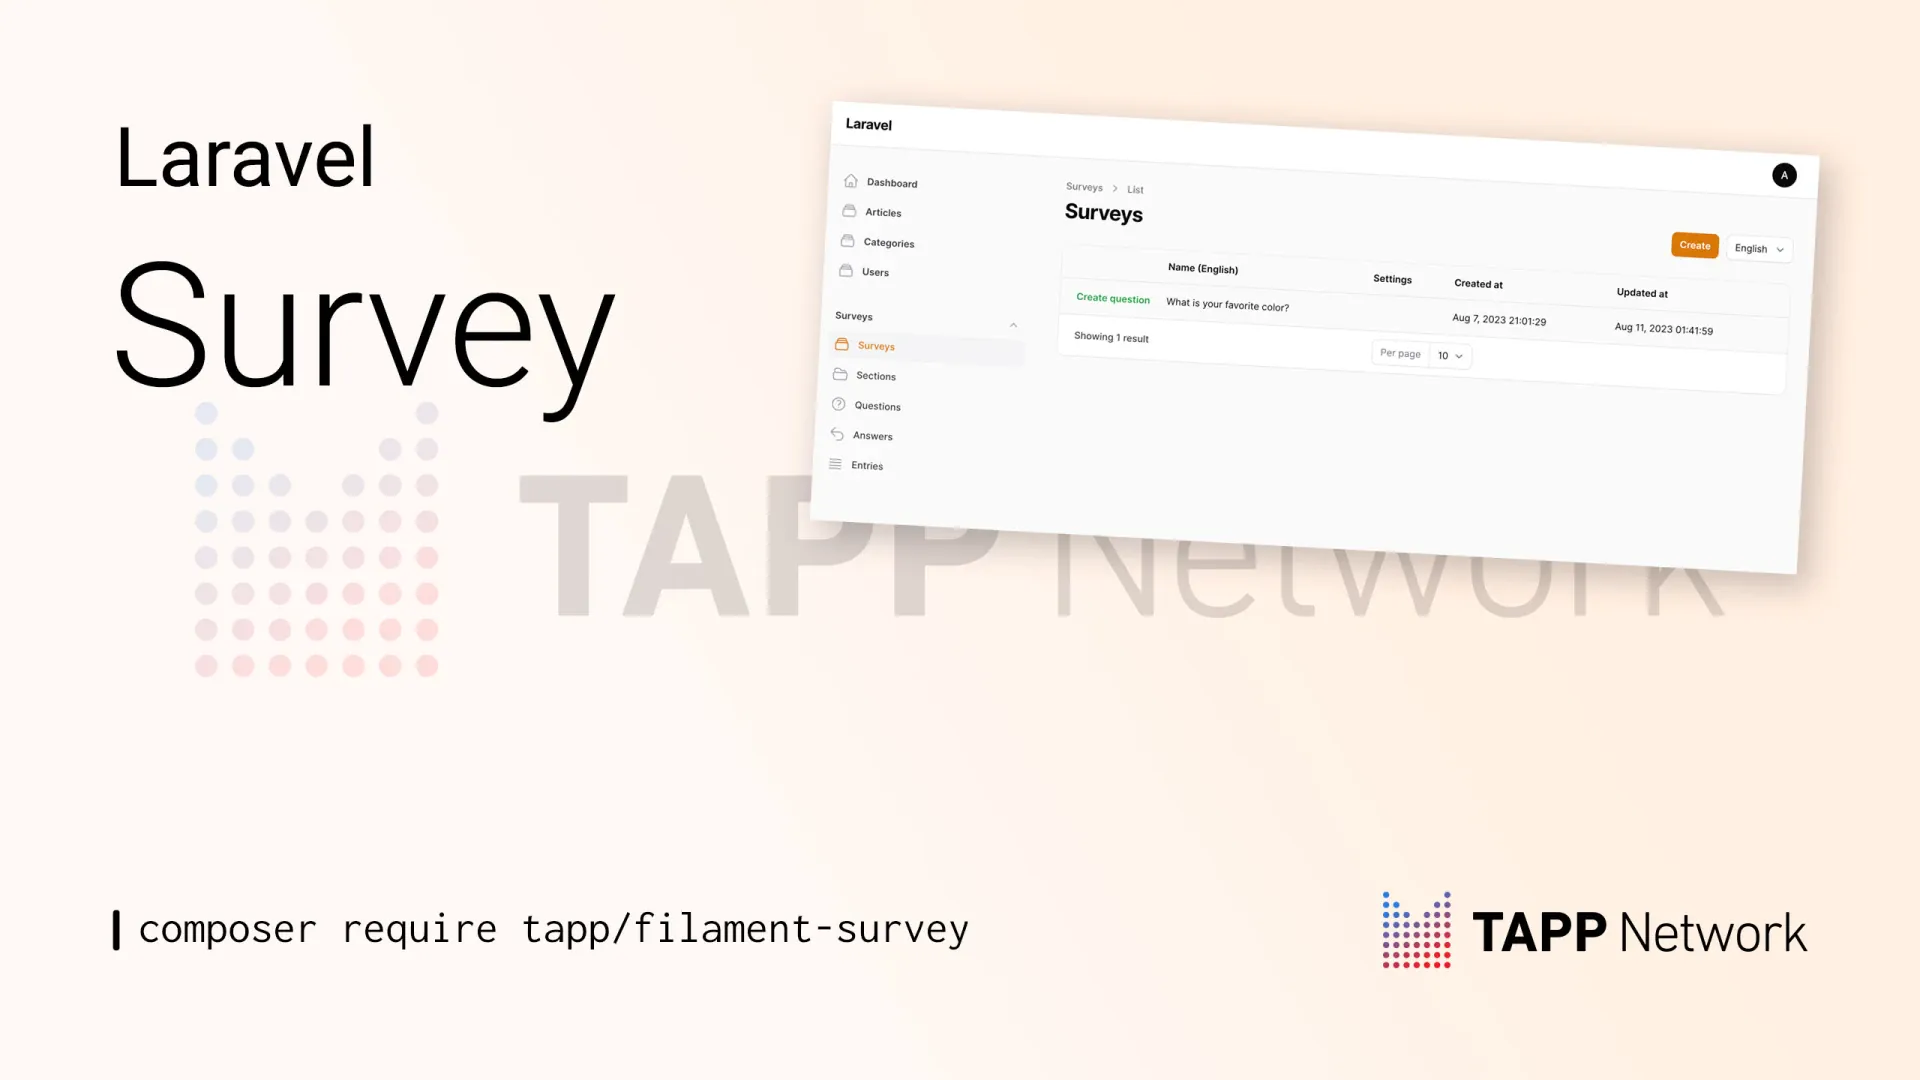 Laravel
Survey
Laravel
A
Dashboard
Articles
Categories
Users
Surveys
Surveys
Sections
Questions
Answers
Entries
Surveys > List
Surveys
Create
English
Name (English) Settings Created at Updated at
Create question What is your favorite color? Aug 7, 2023 21:01:29 Aug 11, 2023 01:41:59
Showing 1 result
Per page 10
TAPP Network
composer require tapp/filament-survey
TAPP Network